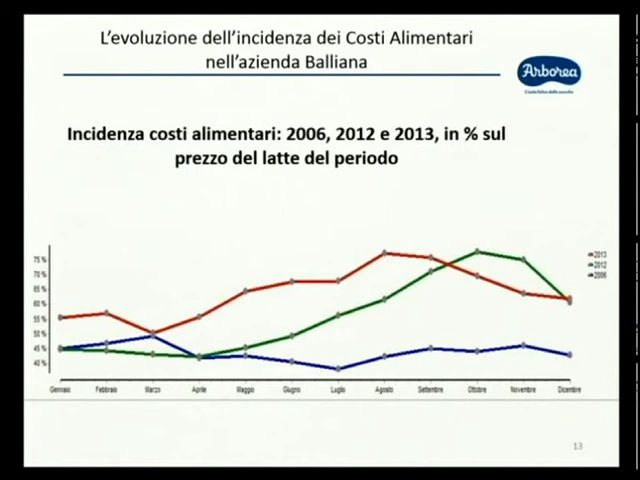 L'evoluzione dell'incidenza dei Costi Alimentari
nell'azienda Balliana
Arborea
Incidenza costi alimentari: 2006, 2012 e 2013, in % sul
prezzo del latte del periodo
75 %
70 %
65 %
60 %
55 %
50 %
45 %
40 %
2013
2012
2006
Gennaio Febbraio Marzo Aprile Maggio Giugno Luglio Agosto Settembre Ottobre Novembre Dicembre
13